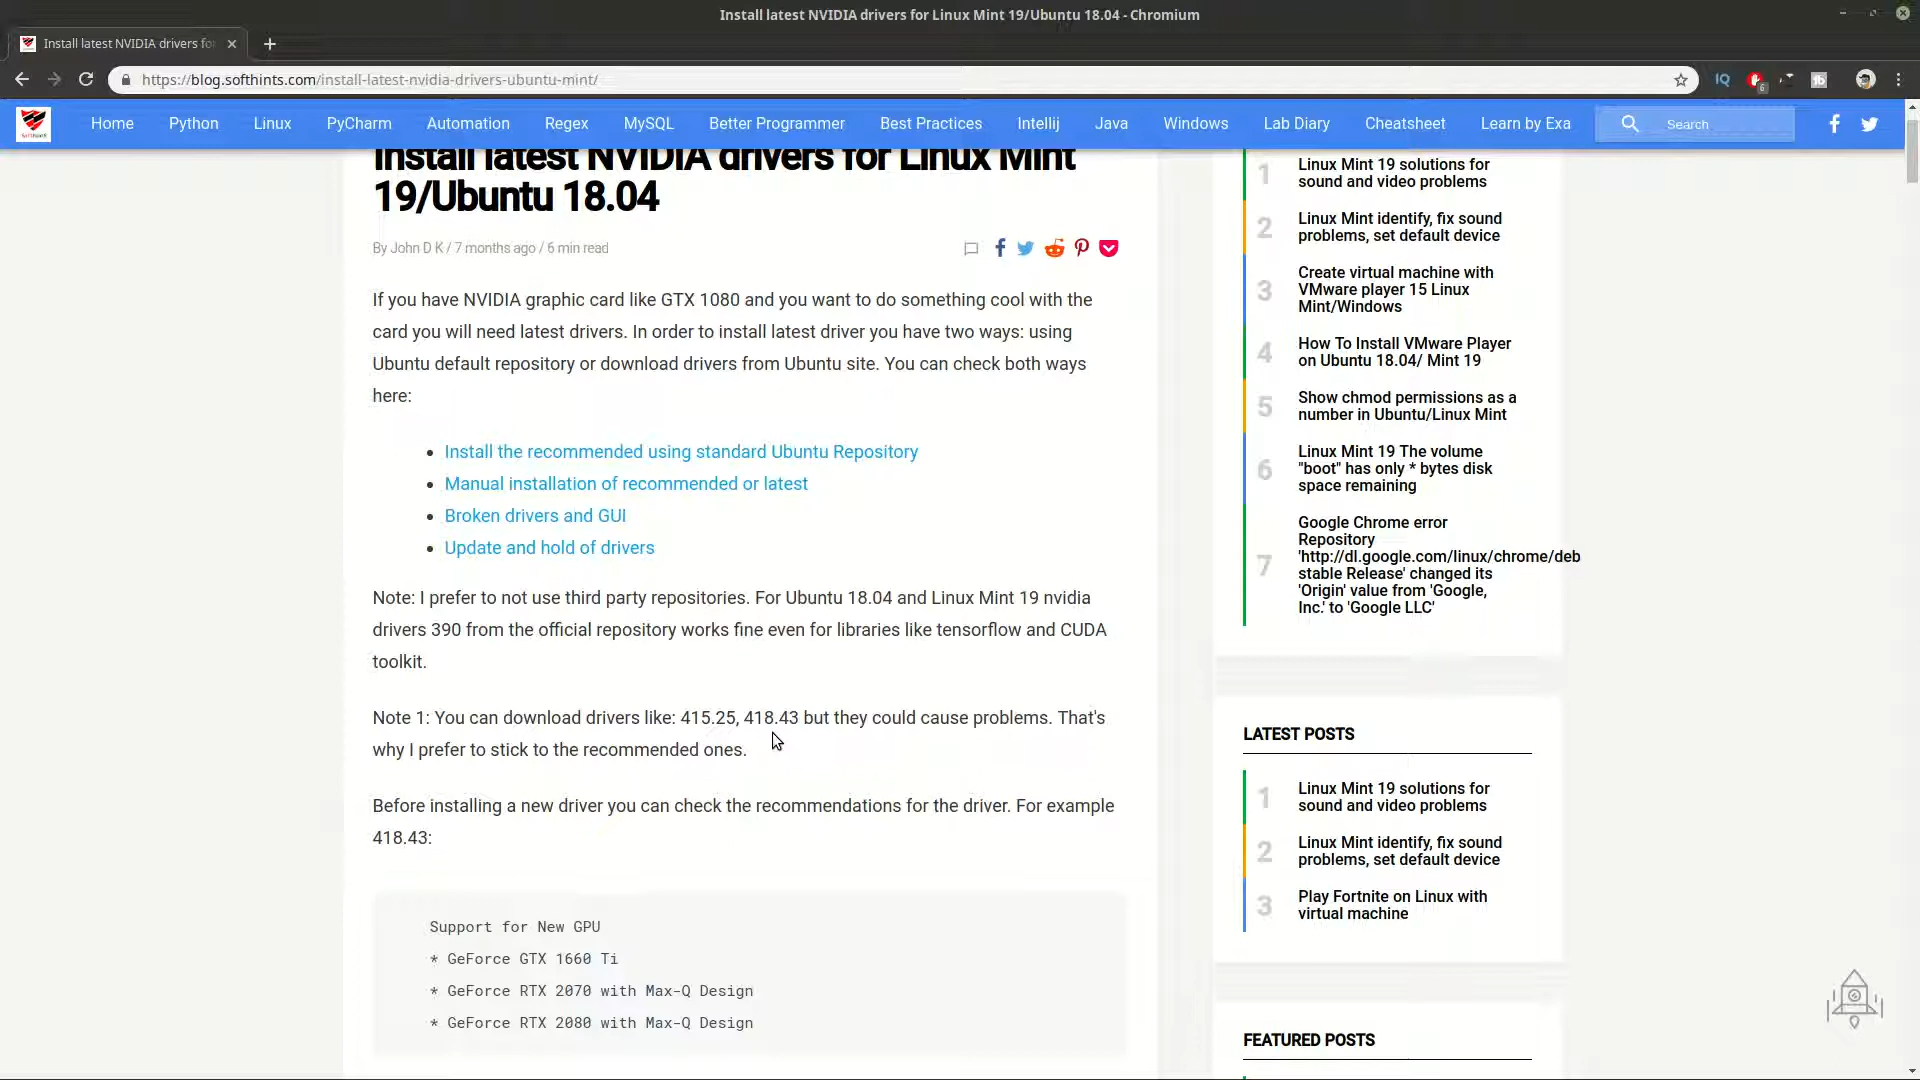 Install latest NVIDIA drivers for Linux Mint 19/Ubuntu 18.04 - Chromium
Install latest NVIDIA drivers fo
https://blog.softhints.com/install-latest-nvidia-drivers-ubuntu-mint/
Home Python Linux PyCharm Automation Regex MySQL Better Programmer Best Practices Intellij Java Windows Lab Diary Cheatsheet Learn by Exa Search
Install latest NVIDIA drivers for Linux Mint
19/Ubuntu 18.04
By John D K / 7 months ago / 6 min read
If you have NVIDIA graphic card like GTX 1080 and you want to do something cool with the
card you will need latest drivers. In order to install latest driver you have two ways: using
Ubuntu default repository or download drivers from Ubuntu site. You can check both ways
here:
• Install the recommended using standard Ubuntu Repository
• Manual installation of recommended or latest
• Broken drivers and GUI
• Update and hold of drivers
Note: I prefer to not use third party repositories. For Ubuntu 18.04 and Linux Mint 19 nvidia
drivers 390 from the official repository works fine even for libraries like tensorflow and CUDA
toolkit.
Note 1: You can download drivers like: 415.25, 418.43 but they could cause problems. That's
why I prefer to stick to the recommended ones.
Before installing a new driver you can check the recommendations for the driver. For example
418.43:
Support for New GPU
* GeForce GTX 1660 Ti
* GeForce RTX 2070 with Max-Q Design
* GeForce RTX 2080 with Max-Q Design
1 Linux Mint 19 solutions for
sound and video problems
2 Linux Mint identify, fix sound
problems, set default device
3 Create virtual machine with
VMware player 15 Linux
Mint/Windows
4 How To Install VMware Player
on Ubuntu 18.04/ Mint 19
5 Show chmod permissions as a
number in Ubuntu/Linux Mint
6 Linux Mint 19 The volume
"boot" has only * bytes disk
space remaining
7 Google Chrome error
Repository
'http://dl.google.com/linux/chrome/deb
stable Release' changed its
'Origin' value from 'Google,
Inc.' to 'Google LLC'
LATEST POSTS
1 Linux Mint 19 solutions for
sound and video problems
2 Linux Mint identify, fix sound
problems, set default device
3 Play Fortnite on Linux with
virtual machine
FEATURED POSTS